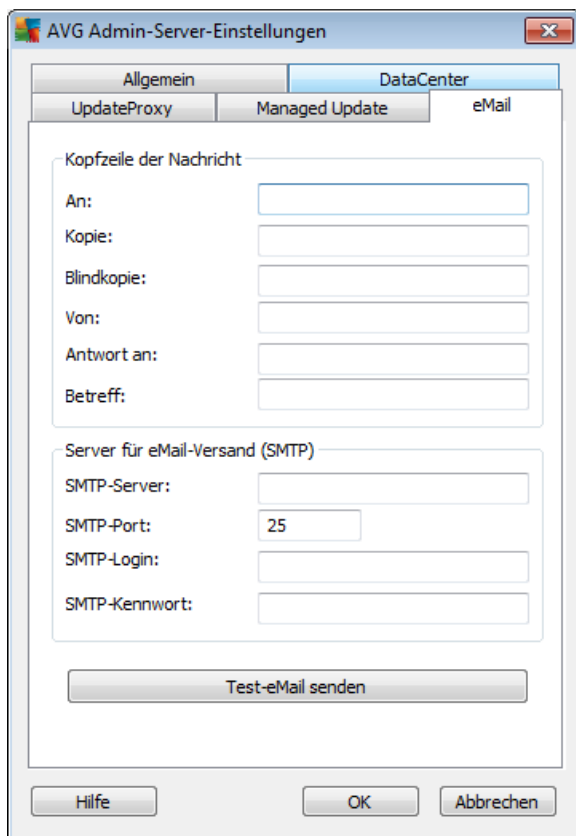 AVG Admin-Server-Einstellungen
Allgemein
DataCenter
UpdateProxy
Managed Update
eMail
Kopfzeile der Nachricht
An:
Kopie:
Blindkopie:
Von:
Antwort an:
Betreff:
Server für eMail-Versand (SMTP)
SMTP-Server:
SMTP-Port: 25
SMTP-Login:
SMTP-Kennwort:
Test-eMail senden
Hilfe
OK
Abbrechen